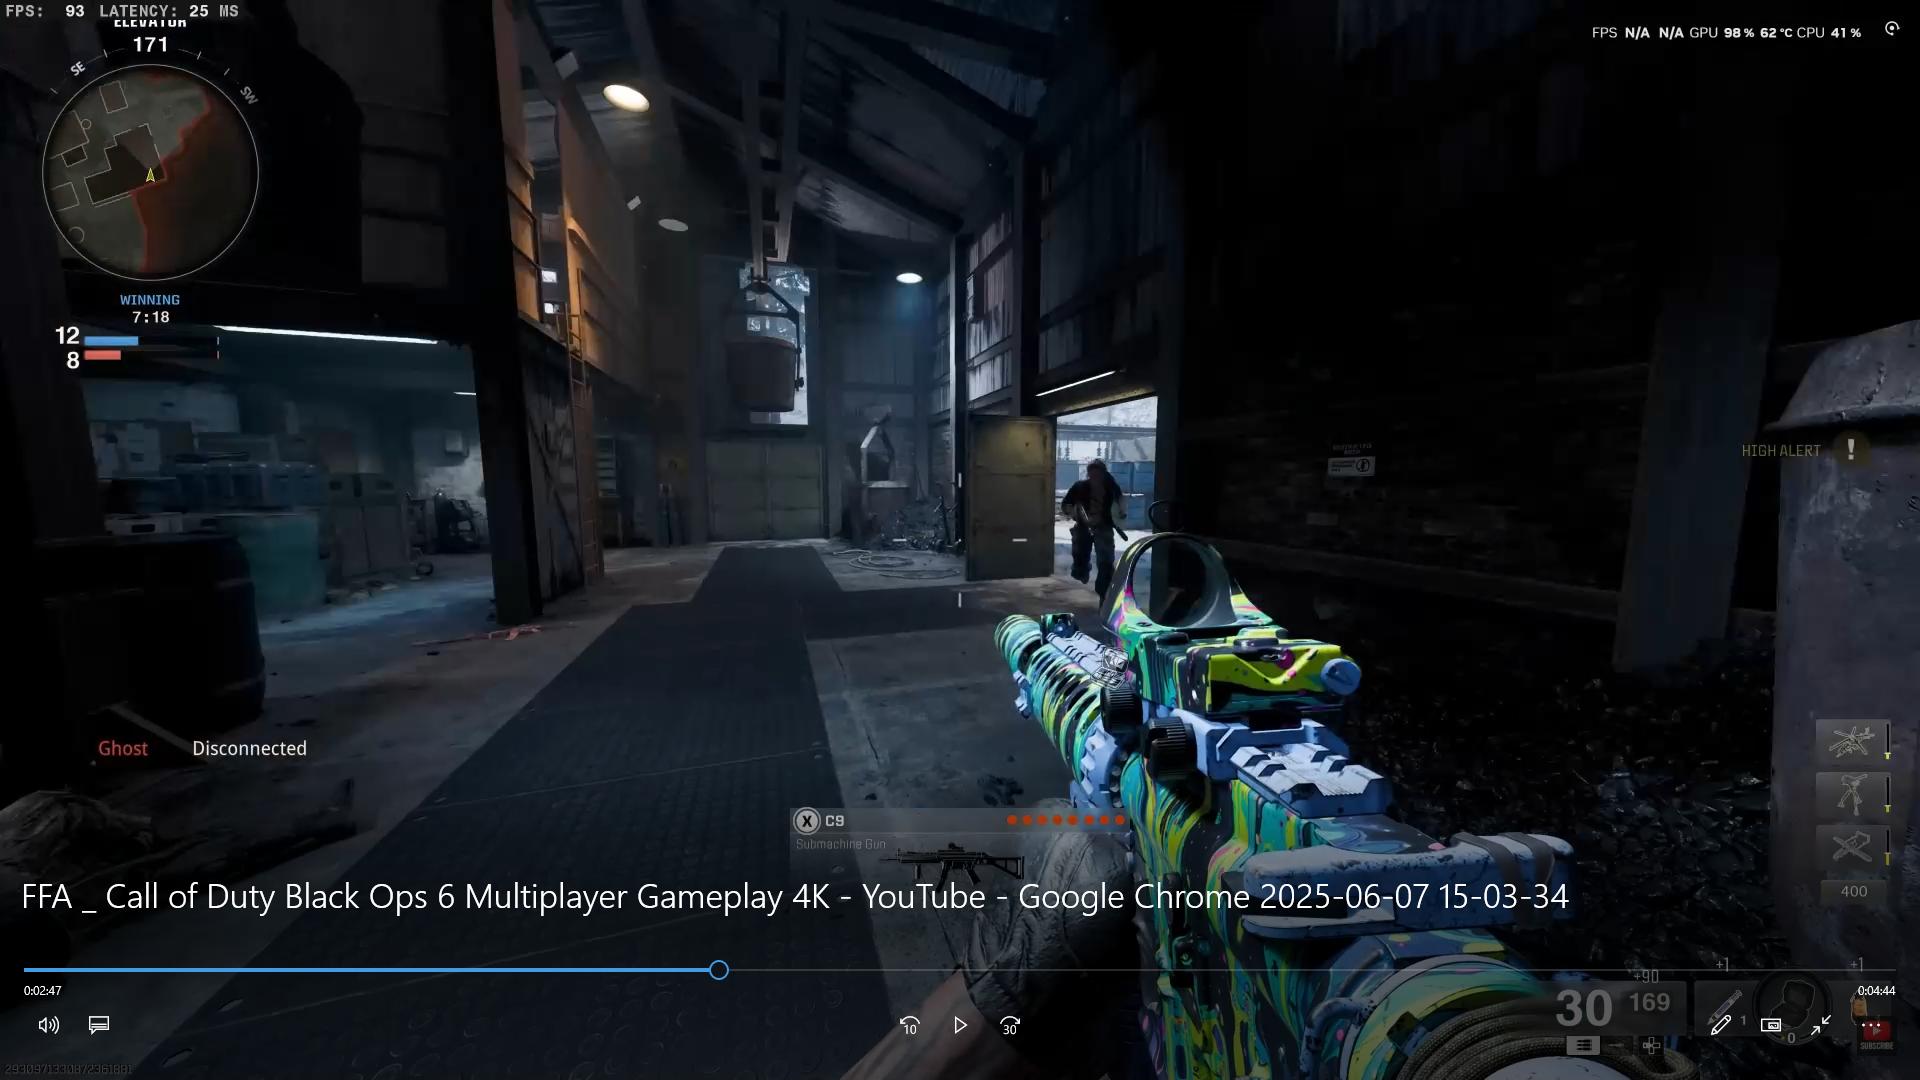 FPS: 93 LATENCY: 25 MS
FPS N/A N/A GPU 98% 62°C CPU 41%
ELEVATOR
171
SE
SW
WINNING
7:18
12
8
HIGH ALERT !
Ghost Disconnected
X C9
Submachine Gun
400
FFA _ Call of Duty Black Ops 6 Multiplayer Gameplay 4K - YouTube - Google Chrome 2025-06-07 15-03-34
+90 +1 +1
0:02:47
0:04:44
30 169
1
10
30
0
SUBSCRIBE